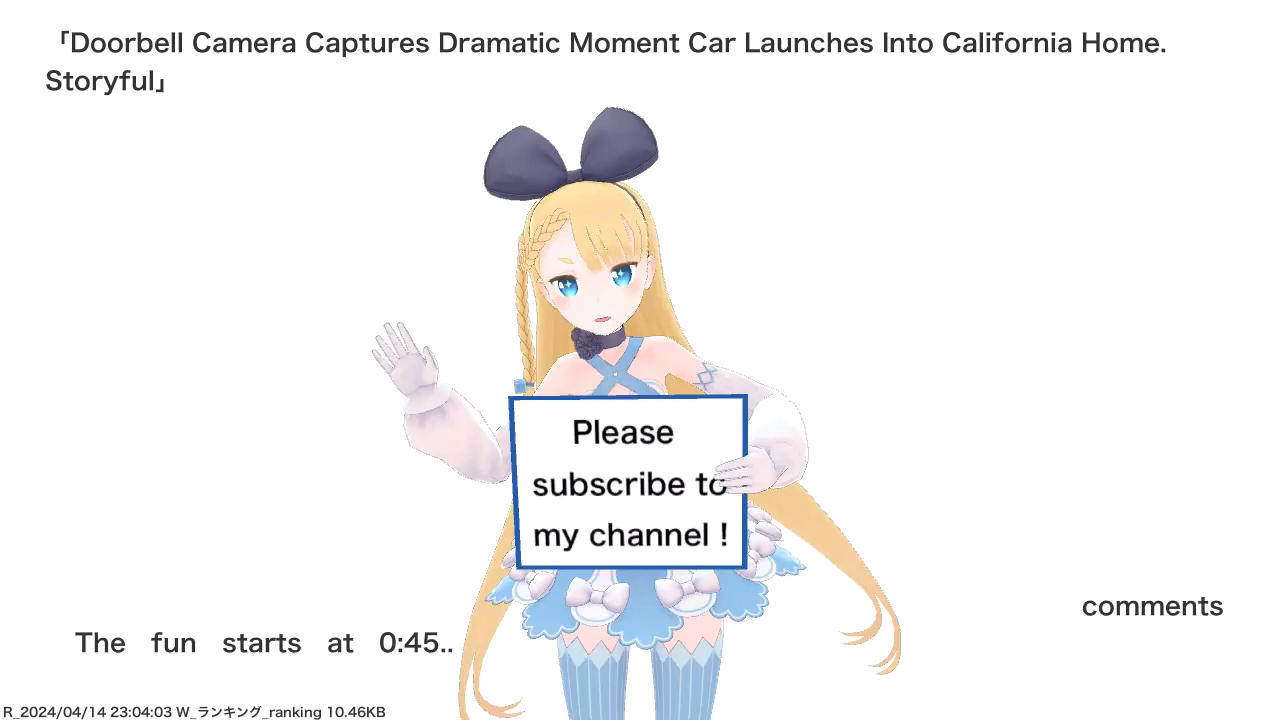 「Doorbell Camera Captures Dramatic Moment Car Launches Into California Home.
Storyful」
Please
subscribe to
my channel !
comments
The fun starts at 0:45..
R_2024/04/14 23:04:03 W_ランキング_ranking 10.46KB